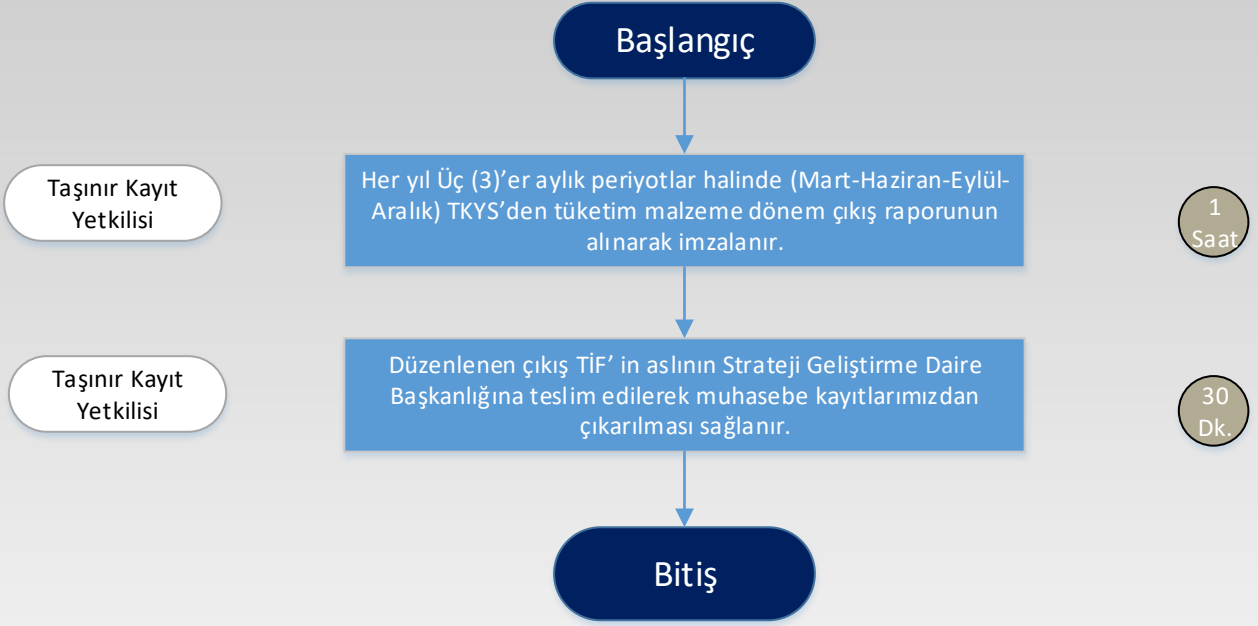 Başlangıç
Taşınır Kayıt
Yetkilisi
Her yıl Üç (3)’er aylık periyotlar halinde (Mart-Haziran-Eylül-
Aralık) TKYS’den tüketim malzeme dönem çıkış raporunun
alınarak imzalanır.
1
Saat
Taşınır Kayıt
Yetkilisi
Düzenlenen çıkış TİF’ in aslının Strateji Geliştirme Daire
Başkanlığına teslim edilerek muhasebe kayıtlarımızdan
çıkarılması sağlanır.
30
Dk.
Bitiş